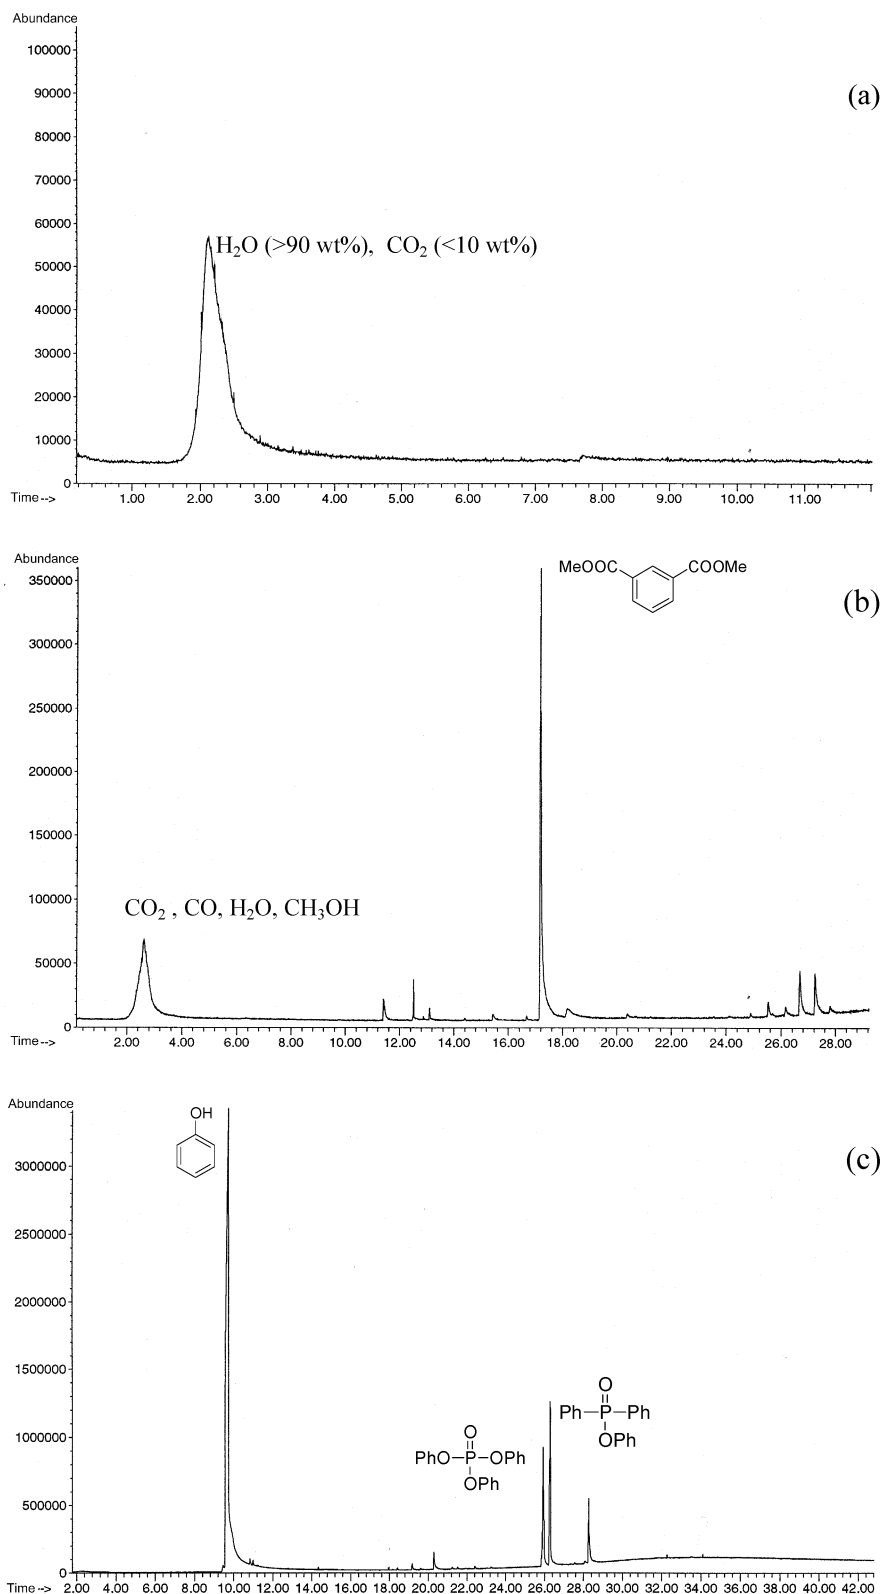 Abundance
100000
90000
(a)
80000
70000
60000
H₂O (>90 wt%), CO₂ (<10 wt%)
50000
40000
30000
20000
10000
0
Time--> 1.00 2.00 3.00 4.00 5.00 6.00 7.00 8.00 9.00 10.00 11.00
Abundance
MeOOC COOMe
350000
(b)
300000
250000
200000
150000
100000
CO₂ , CO, H₂O, CH₃OH
50000
0
Time--> 2.00 4.00 6.00 8.00 10.00 12.00 14.00 16.00 18.00 20.00 22.00 24.00 26.00 28.00
Abundance
OH
(c)
3000000
2500000
2000000
1500000
O
Ph-P-Ph
OPh
1000000
O
PhO-P-OPh
OPh
500000
0
Time--> 2.00 4.00 6.00 8.00 10.00 12.00 14.00 16.00 18.00 20.00 22.00 24.00 26.00 28.00 30.00 32.00 34.00 36.00 38.00 40.00 42.00